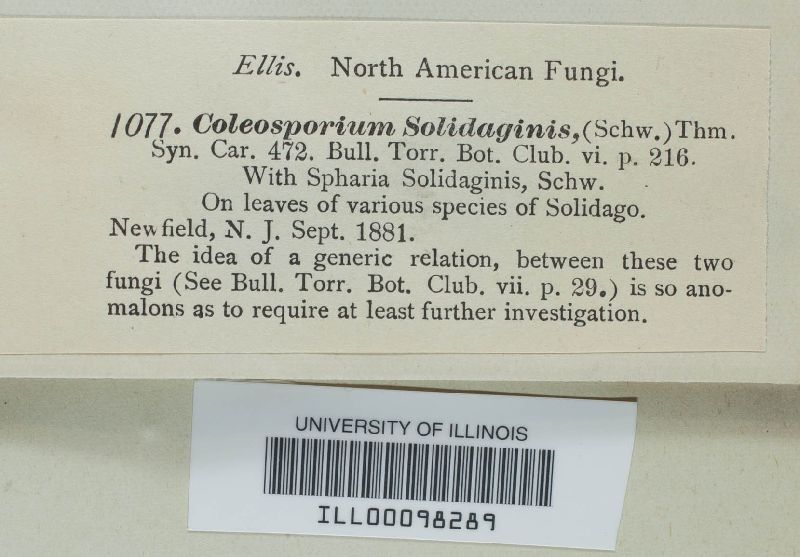 Ellis. North American Fungi.
1077. Coleosporium Solidaginis, (Schw.) Thm.
Syn. Car. 472. Bull. Torr. Bot. Club. vi. p. 216.
With Spharia Solidaginis, Schw.
On leaves of various species of Solidago.
Newfield, N. J. Sept. 1881.
The idea of a generic relation, between these two
fungi (See Bull. Torr. Bot. Club. vii. p. 29.) is so ano-
malons as to require at least further investigation.
UNIVERSITY OF ILLINOIS
ILL00098289